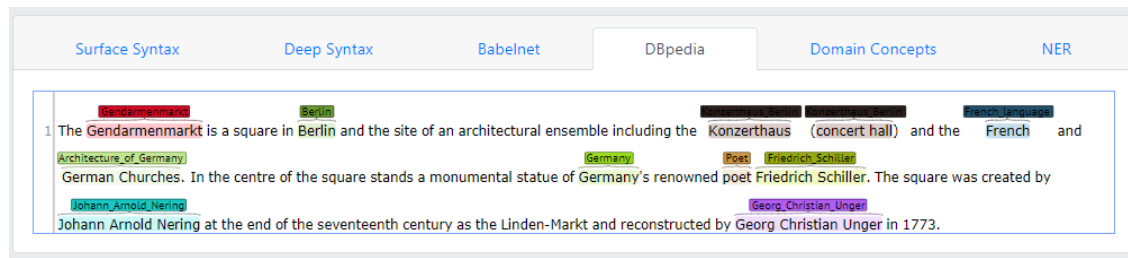 Surface Syntax Deep Syntax Babelnet DBpedia Domain Concepts NER
Gendarmenmarkt Berlin Konzerthaus_Berlin Konzerthaus_Berlin French_language
1 The Gendarmenmarkt is a square in Berlin and the site of an architectural ensemble including the Konzerthaus (concert hall) and the French and
Architecture_of_Germany Germany Poet Friedrich_Schiller
German Churches. In the centre of the square stands a monumental statue of Germany's renowned poet Friedrich Schiller. The square was created by
Johann_Arnold_Nering Georg_Christian_Unger
Johann Arnold Nering at the end of the seventeenth century as the Linden-Markt and reconstructed by Georg Christian Unger in 1773.